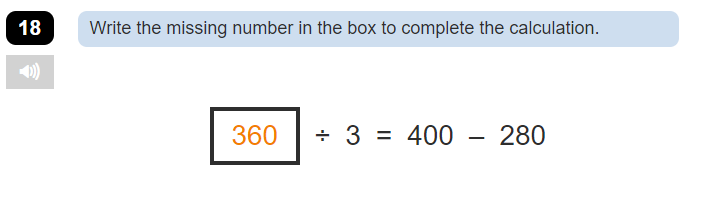 18
Write the missing number in the box to complete the calculation.
360 ÷ 3 = 400 – 280